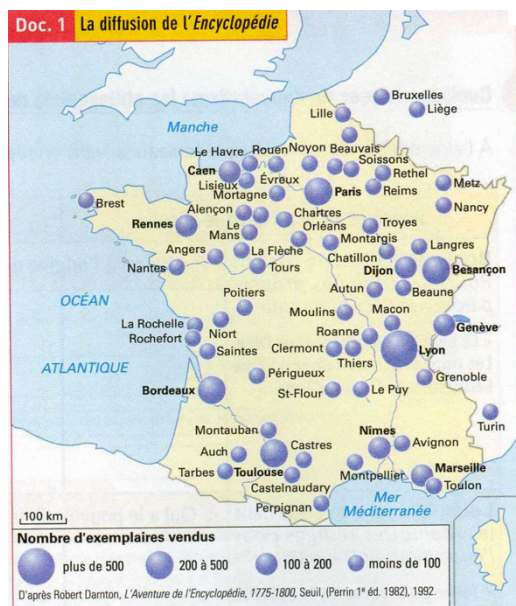 Doc. 1 La diffusion de l'Encyclopédie
Bruxelles
Liège
Lille
Manche
Le Havre
Rouen
Noyon
Beauvais
Soissons
Caen
Lisieux
Évreux
Rethel
Mortagne
Paris
Reims
Metz
Brest
Nancy
Alençon
Chartres
Rennes
Le Mans
Orléans
Troyes
Montargis
Langres
Angers
La Flèche
Chatillon
Nantes
Tours
Dijon
Besançon
OCÉAN
Autun
Beaune
Poitiers
Moulins
Macon
La Rochelle
Niort
Roanne
Genève
Rochefort
ATLANTIQUE
Saintes
Clermont
Thiers
Lyon
Périgueux
Grenoble
Bordeaux
St-Flour
Le Puy
Turin
Montauban
Nîmes
Avignon
Auch
Castres
Tarbes
Toulouse
Montpellier
Marseille
Castelnaudary
Toulon
Perpignan
Mer
Méditerranée
100 km
Nombre d'exemplaires vendus
plus de 500
200 à 500
100 à 200
moins de 100
D'après Robert Darnton, L'Aventure de l'Encyclopédie, 1775-1800, Seuil, (Perrin 1e éd. 1982), 1992.